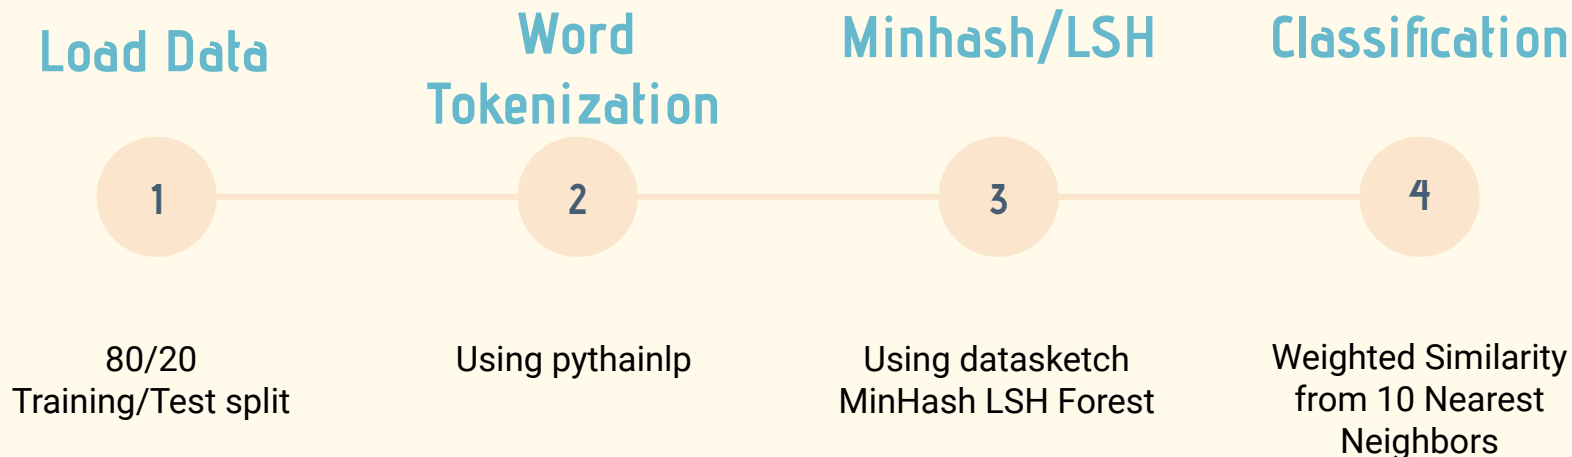 Load Data
Word
Tokenization
Minhash/LSH
Classification
1
2
3
4
80/20
Training/Test split
Using pythainlp
Using datasketch
MinHash LSH Forest
Weighted Similarity
from 10 Nearest
Neighbors